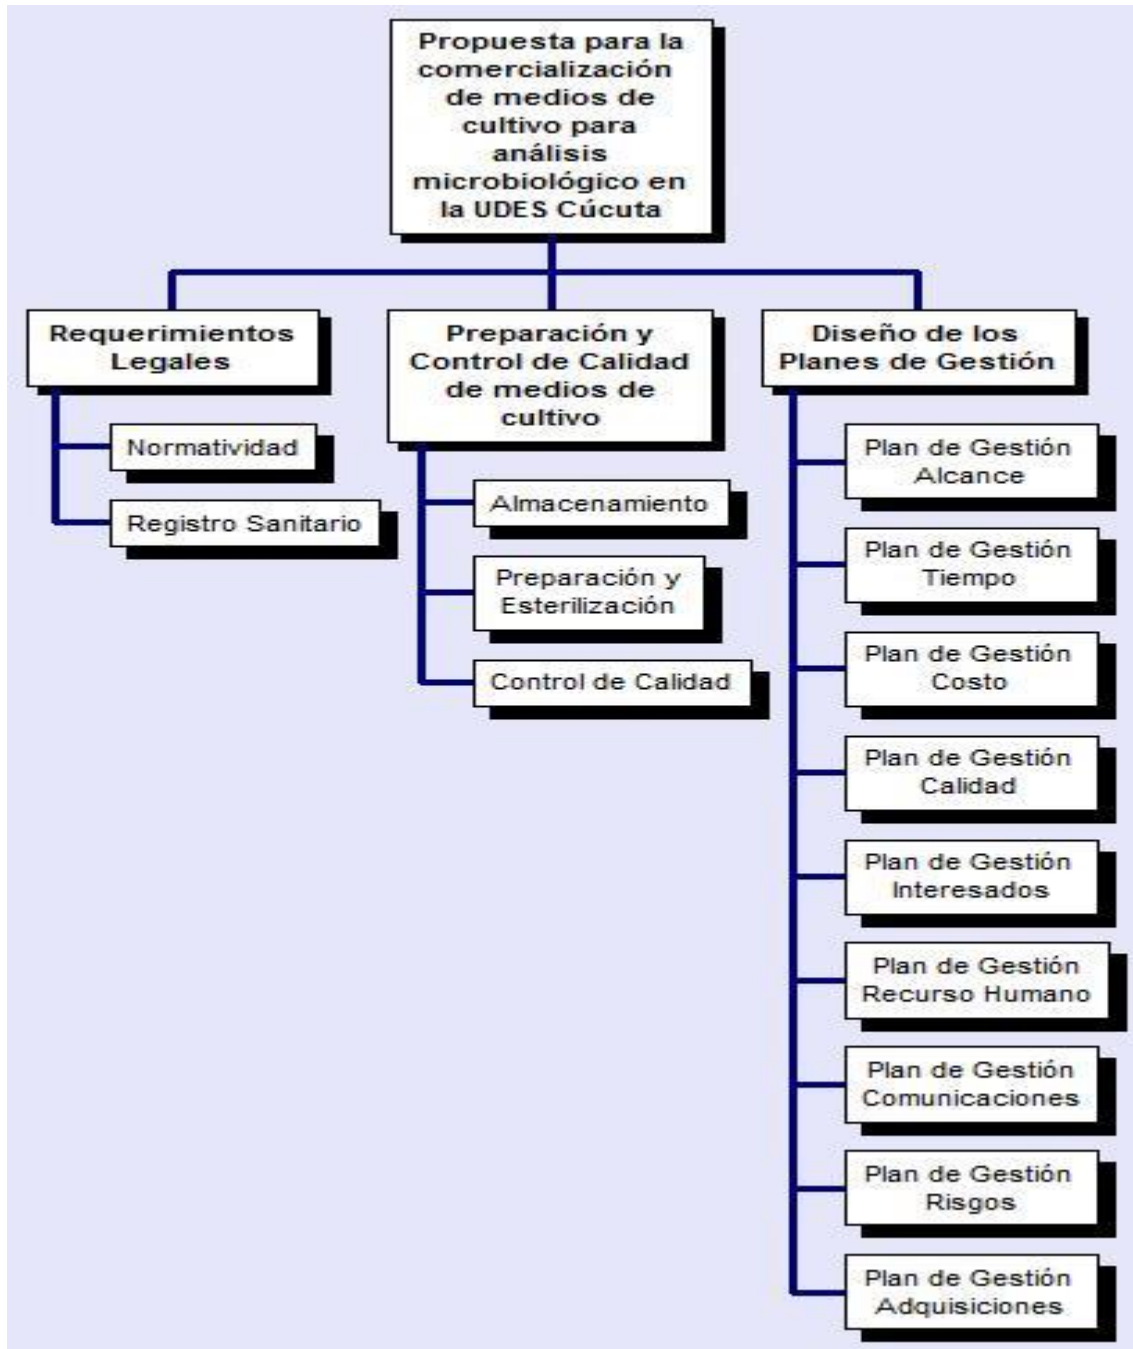 Propuesta para la
comercialización
de medios de
cultivo para
análisis
microbiológico en
la UDES Cúcuta
Requerimientos
Legales
Normatividad
Registro Sanitario
Preparación y
Control de Calidad
de medios de
cultivo
Almacenamiento
Preparación y
Esterilización
Control de Calidad
Diseño de los
Planes de Gestión
Plan de Gestión
Alcance
Plan de Gestión
Tiempo
Plan de Gestión
Costo
Plan de Gestión
Calidad
Plan de Gestión
Interesados
Plan de Gestión
Recurso Humano
Plan de Gestión
Comunicaciones
Plan de Gestión
Risgos
Plan de Gestión
Adquisiciones